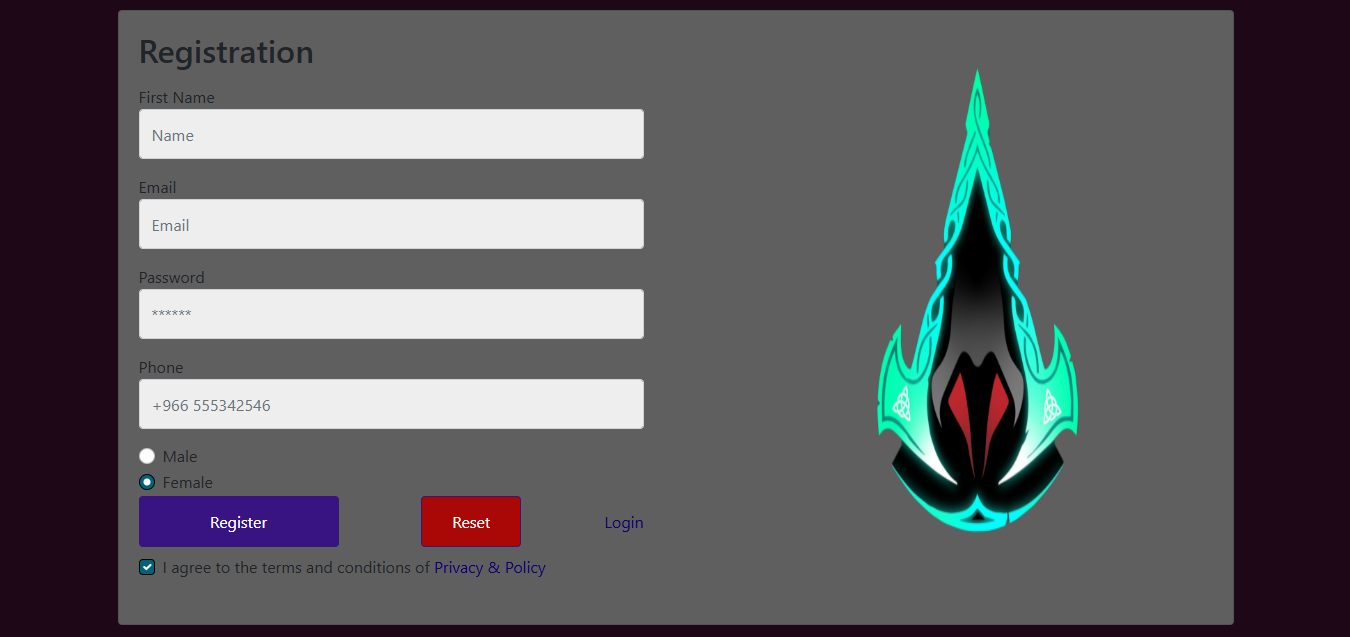 Registration
First Name
Name
Email
Email
Password
******
Phone
+966 555342546
Male
Female
Register Reset Login
I agree to the terms and conditions of Privacy & Policy